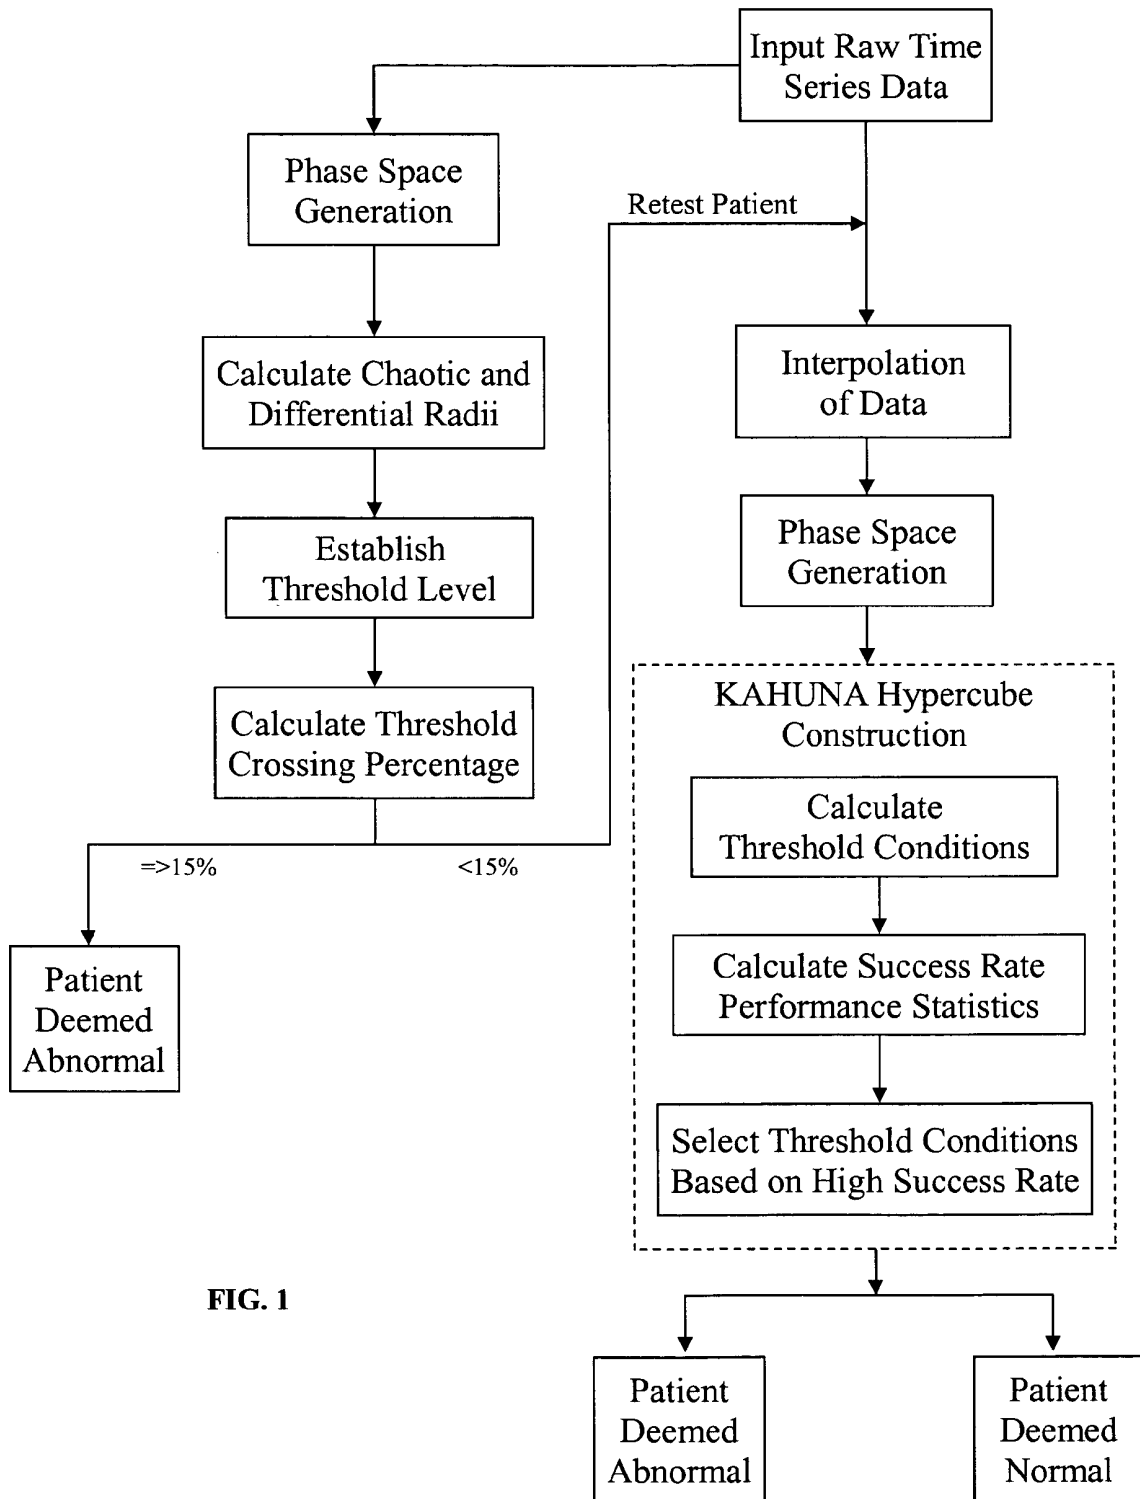 Input Raw Time
Series Data
Phase Space
Generation
Retest Patient
Calculate Chaotic and
Differential Radii
Interpolation
of Data
Establish
Threshold Level
Phase Space
Generation
Calculate Threshold
Crossing Percentage
=>15%
<15%
Patient
Deemed
Abnormal
KAHUNA Hypercube
Construction
Calculate
Threshold Conditions
Calculate Success Rate
Performance Statistics
Select Threshold Conditions
Based on High Success Rate
FIG. 1
Patient
Deemed
Abnormal
Patient
Deemed
Normal